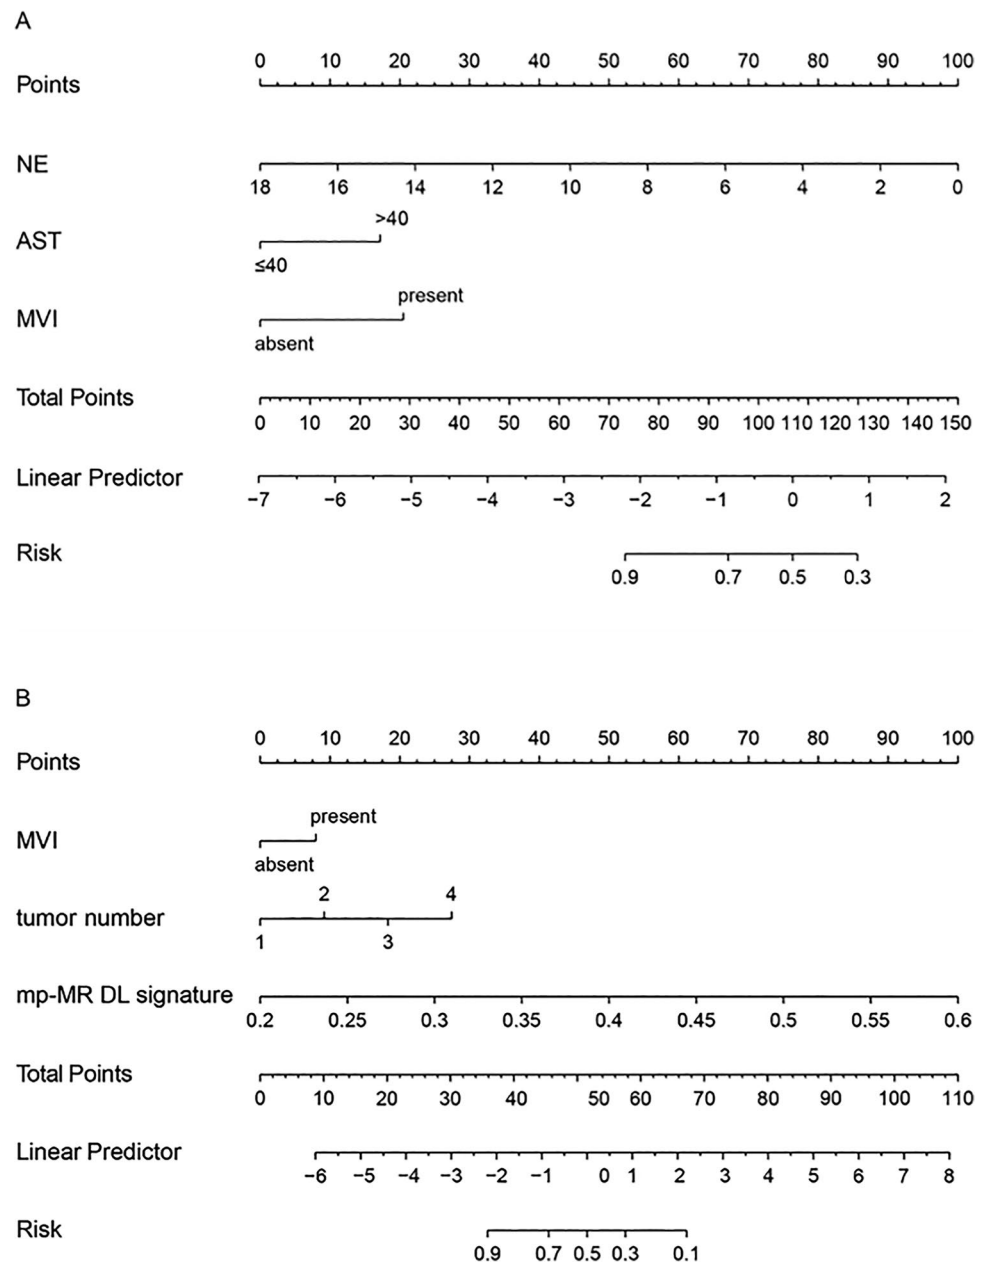 A
0 10 20 30 40 50 60 70 80 90 100
Points
NE
18 16 14 12 10 8 6 4 2 0
>40
AST
≤40
present
MVI
absent
Total Points
0 10 20 30 40 50 60 70 80 90 100 110 120 130 140 150
Linear Predictor
−7 −6 −5 −4 −3 −2 −1 0 1 2
Risk
0.9 0.7 0.5 0.3
B
0 10 20 30 40 50 60 70 80 90 100
Points
present
MVI
absent
2 4
tumor number
1 3
mp-MR DL signature
0.2 0.25 0.3 0.35 0.4 0.45 0.5 0.55 0.6
Total Points
0 10 20 30 40 50 60 70 80 90 100 110
Linear Predictor
−6 −5 −4 −3 −2 −1 0 1 2 3 4 5 6 7 8
Risk
0.9 0.7 0.5 0.3 0.1